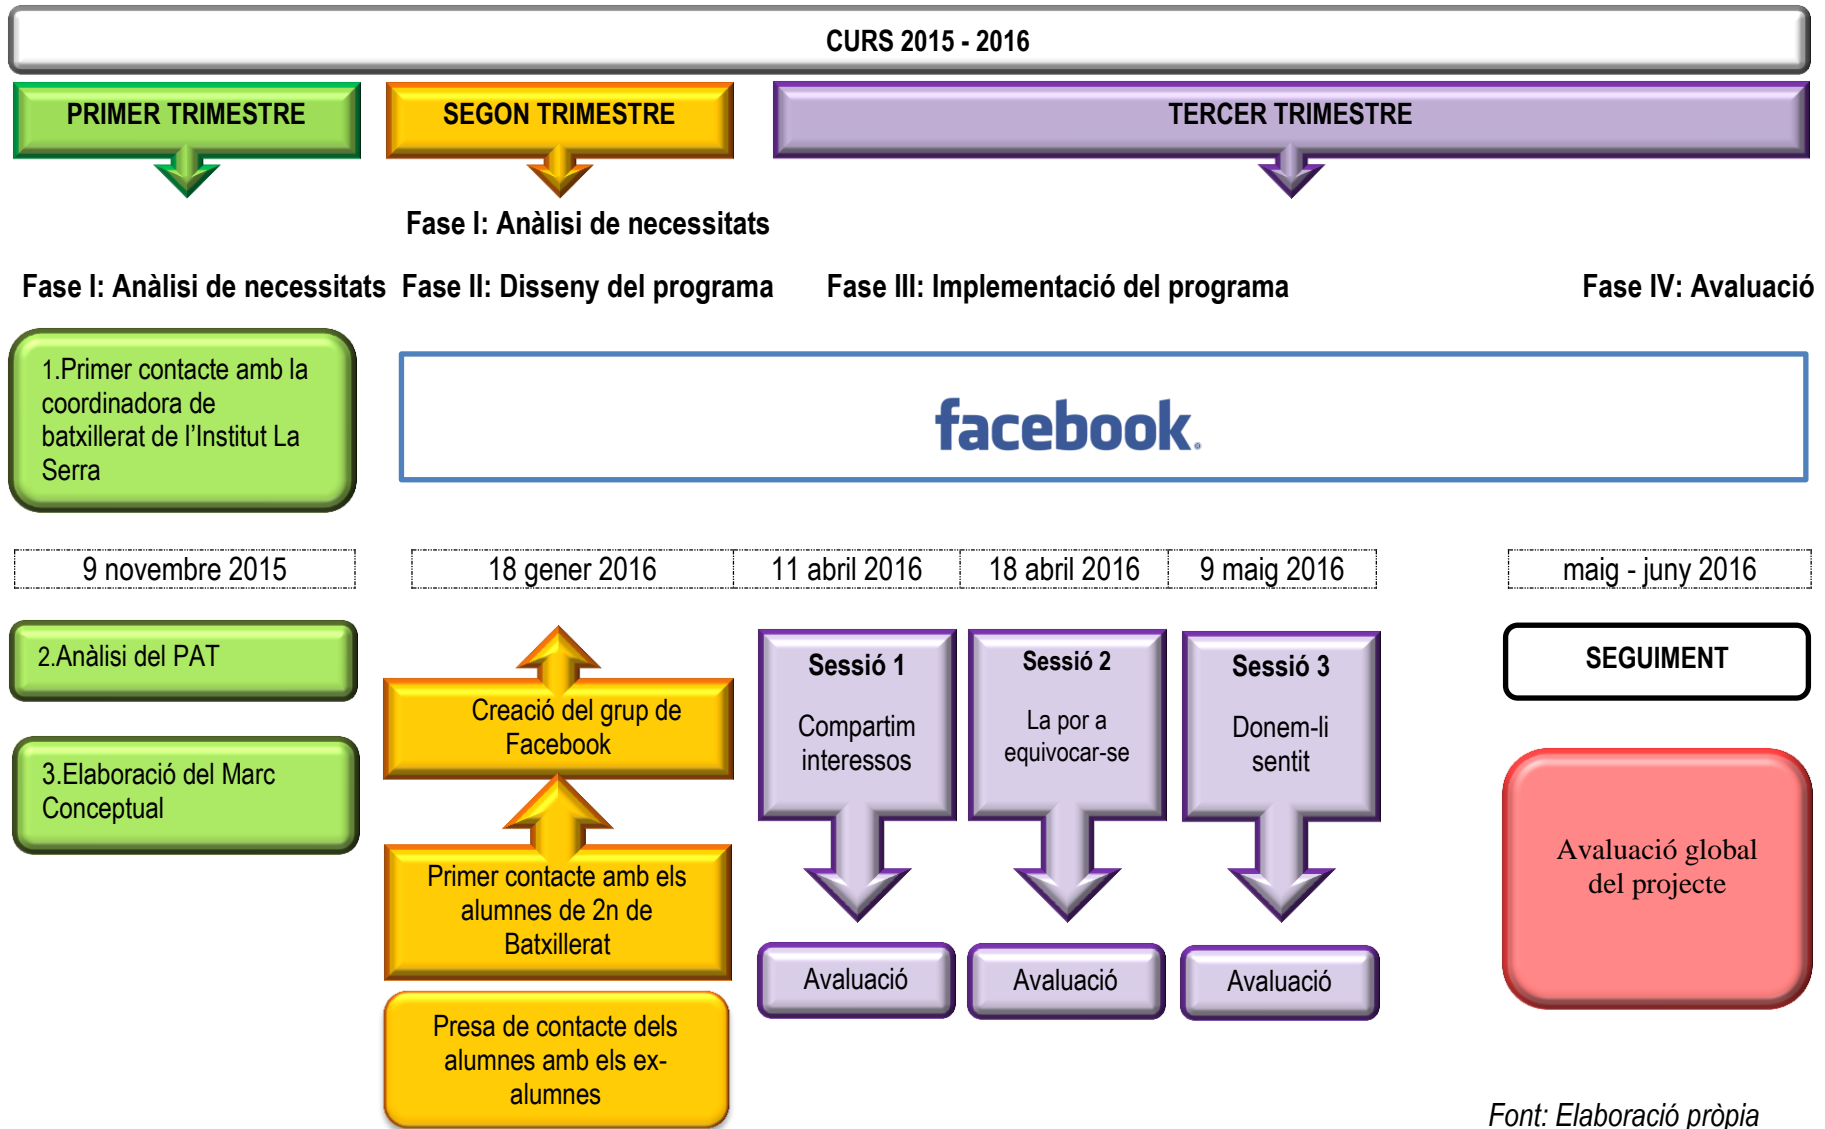 CURS 2015 - 2016
PRIMER TRIMESTRE
SEGON TRIMESTRE
TERCER TRIMESTRE
Fase I: Anàlisi de necessitats
Fase I: Anàlisi de necessitats
Fase II: Disseny del programa
Fase III: Implementació del programa
Fase IV: Avaluació
1.Primer contacte amb la
coordinadora de
batxillerat de l'Institut La
Serra
facebook.
9 novembre 2015
18 gener 2016
11 abril 2016
18 abril 2016
9 maig 2016
maig - juny 2016
2.Anàlisi del PAT
3.Elaboració del Marc
Conceptual
Creació del grup de
Facebook
Primer contacte amb els
alumnes de 2n de
Batxillerat
Presa de contacte dels
alumnes amb els ex-
alumnes
Sessió 1
Compartim
interessos
Avaluació
Sessió 2
La por a
equivocar-se
Avaluació
Sessió 3
Donem-li
sentit
Avaluació
SEGUIMENT
Avaluació global
del projecte
Font: Elaboració pròpia